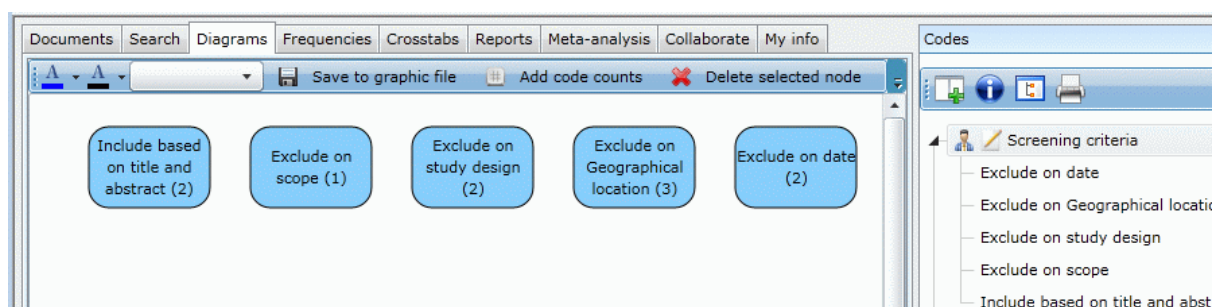 Documents Search Diagrams Frequencies Crosstabs Reports Meta-analysis Collaborate My info
Codes
A A Save to graphic file # Add code counts Delete selected node
Include based
on title and
abstract (2)
Exclude on
scope (1)
Exclude on
study design
(2)
Exclude on
Geographical
location (3)
Exclude on date
(2)
Screening criteria
Exclude on date
Exclude on Geographical locatio
Exclude on study design
Exclude on scope
Include based on title and abst